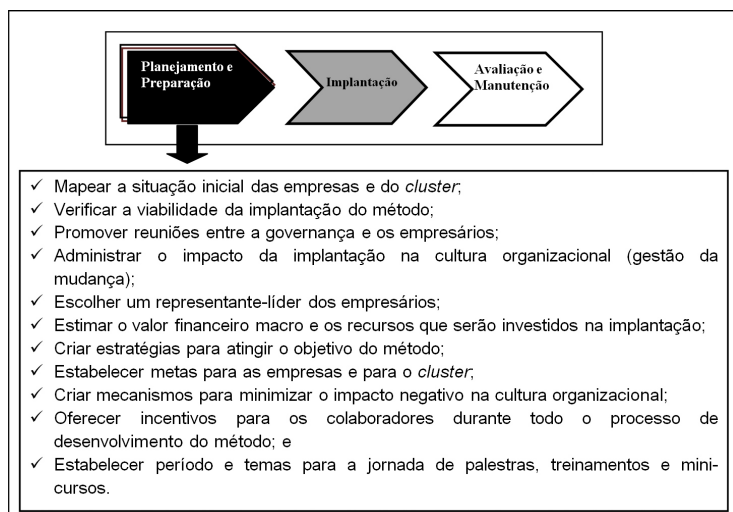 Planejamento e
Preparação
Implantação
Avaliação e
Manutenção
✓ Mapear a situação inicial das empresas e do cluster;
✓ Verificar a viabilidade da implantação do método;
✓ Promover reuniões entre a governança e os empresários;
✓ Administrar o impacto da implantação na cultura organizacional (gestão da
mudança);
✓ Escolher um representante-líder dos empresários;
✓ Estimar o valor financeiro macro e os recursos que serão investidos na implantação;
✓ Criar estratégias para atingir o objetivo do método;
✓ Estabelecer metas para as empresas e para o cluster;
✓ Criar mecanismos para minimizar o impacto negativo na cultura organizacional;
✓ Oferecer incentivos para os colaboradores durante todo o processo de
desenvolvimento do método; e
✓ Estabelecer período e temas para a jornada de palestras, treinamentos e mini-
cursos.